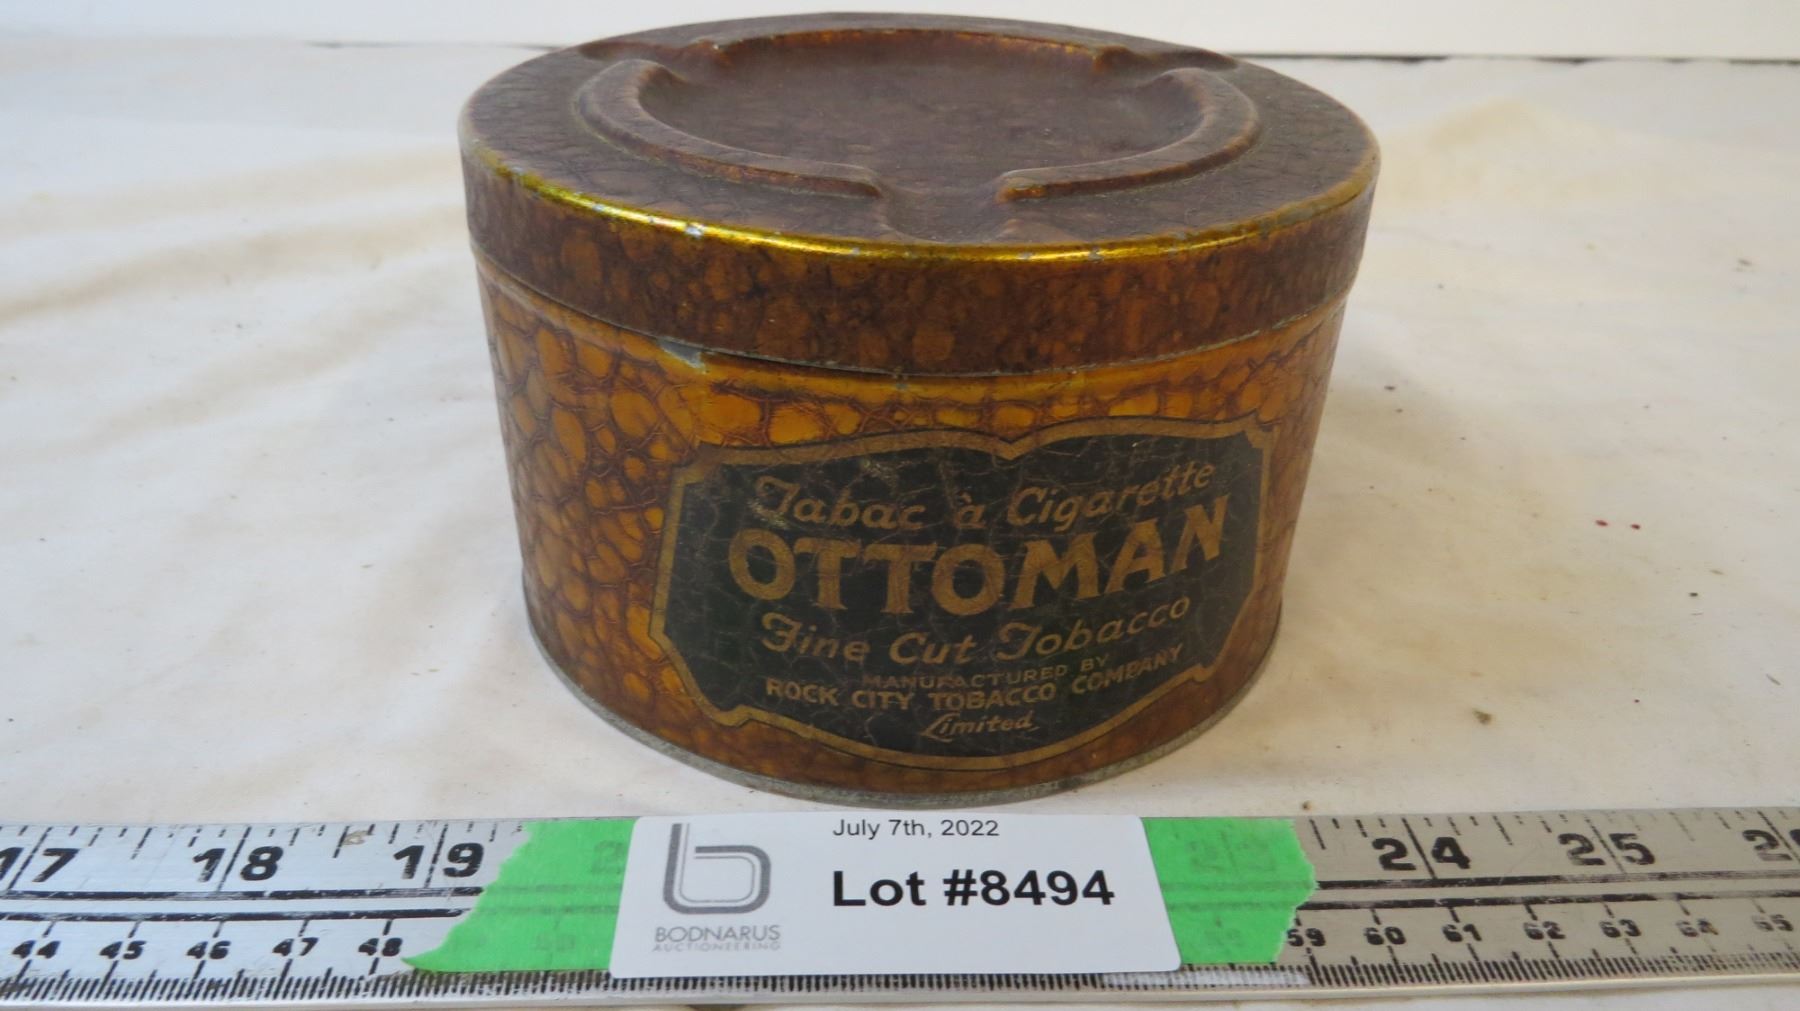 Tabac à Cigarette
OTTOMAN
Fine Cut Tobacco
MANUFACTURED BY
ROCK CITY TOBACCO COMPANY
Limited
July 7th, 2022
Lot #8494
BODNARUS
AUCTIONEERING
17 18 19 24 25
44 45 46 47 48 59 60 61 62 63 64 65